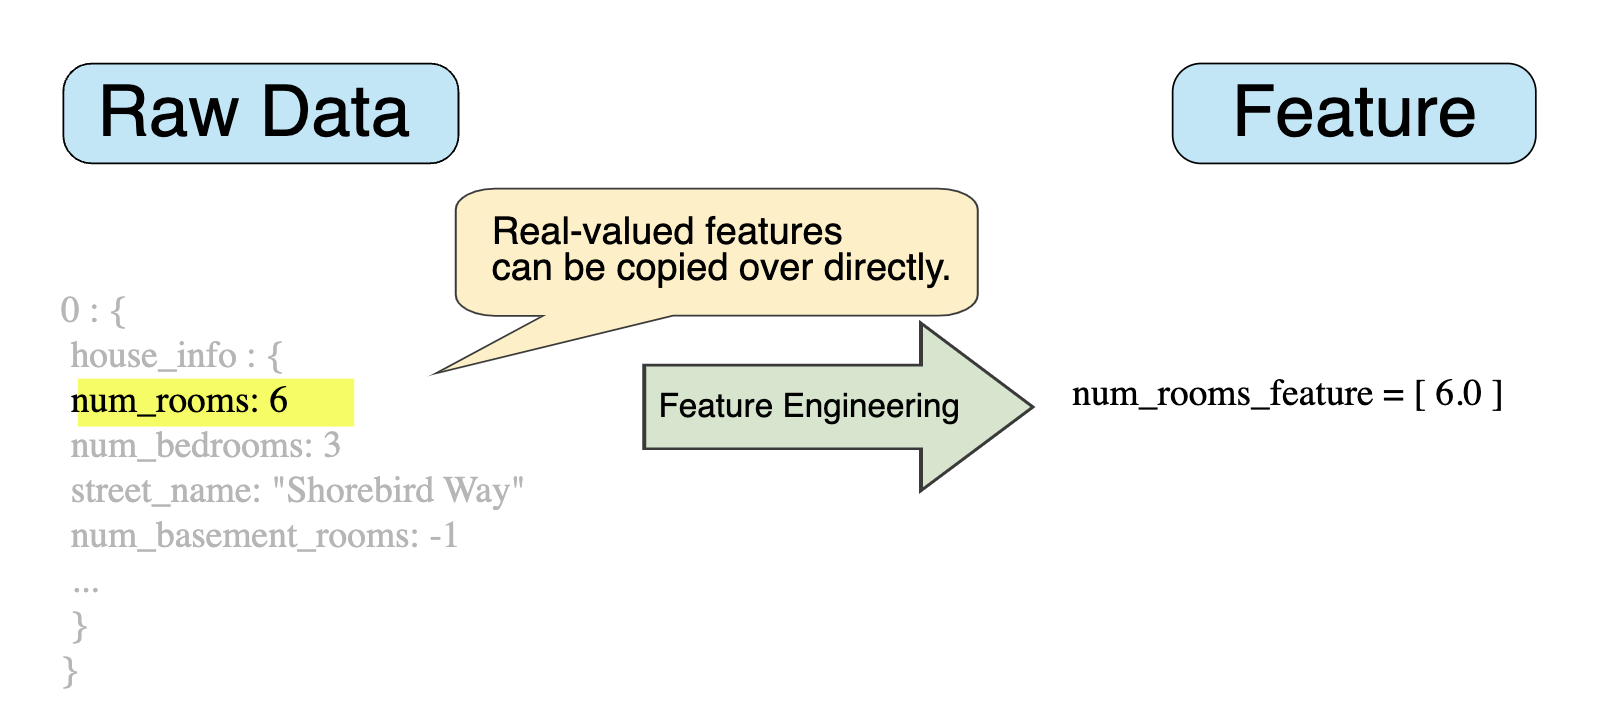 Raw Data
Feature
Real-valued features
can be copied over directly.
0 : {
house_info : {
num_rooms: 6
num_bedrooms: 3
street_name: "Shorebird Way"
num_basement_rooms: -1
...
}
}
Feature Engineering
num_rooms_feature = [ 6.0 ]